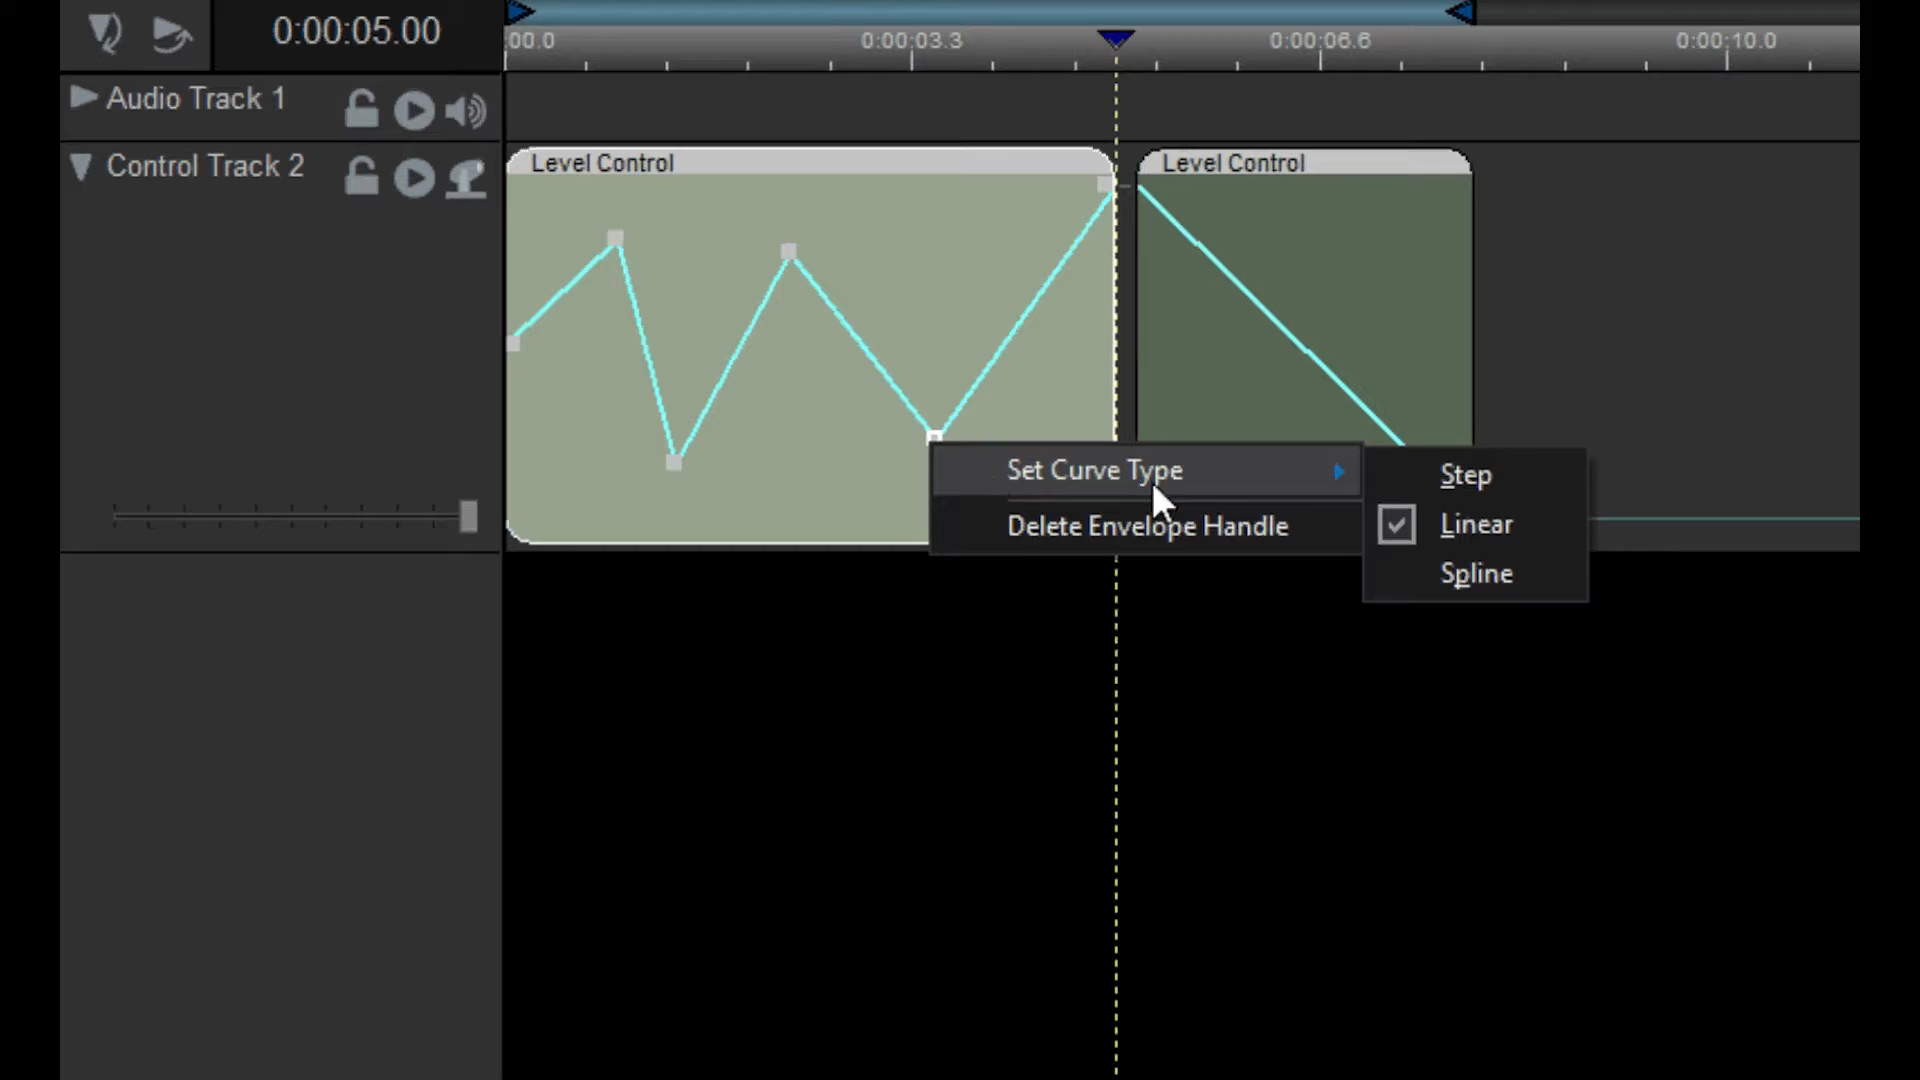 0:00:05.00
:00.0
0:00:03.3
0:00:06.6
0:00:10.0
Audio Track 1
Control Track 2
Level Control
Level Control
Set Curve Type
Delete Envelope Handle
Step
Linear
Spline